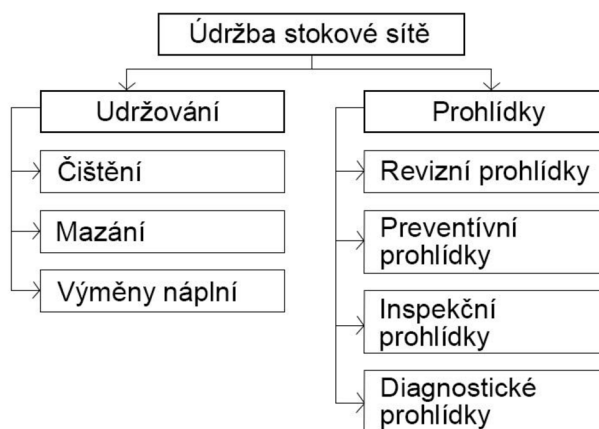 Údržba stokové sítě
Udržování
Čištění
Mazání
Výměny náplní
Prohlídky
Revizní prohlídky
Preventívní
prohlídky
Inspekční
prohlídky
Diagnostické
prohlídky